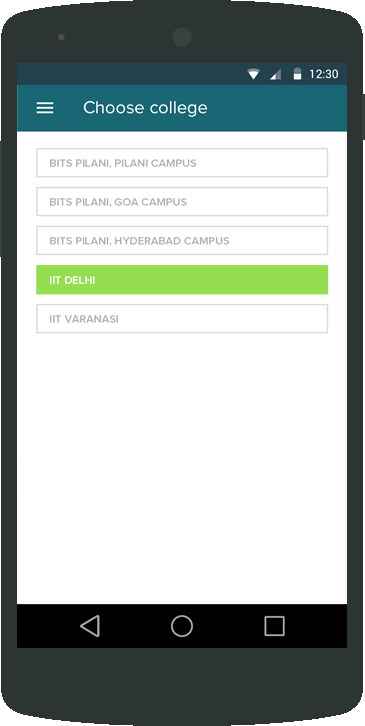 12:30
Choose college
BITS PILANI, PILANI CAMPUS
BITS PILANI, GOA CAMPUS
BITS PILANI, HYDERABAD CAMPUS
IIT DELHI
IIT VARANASI